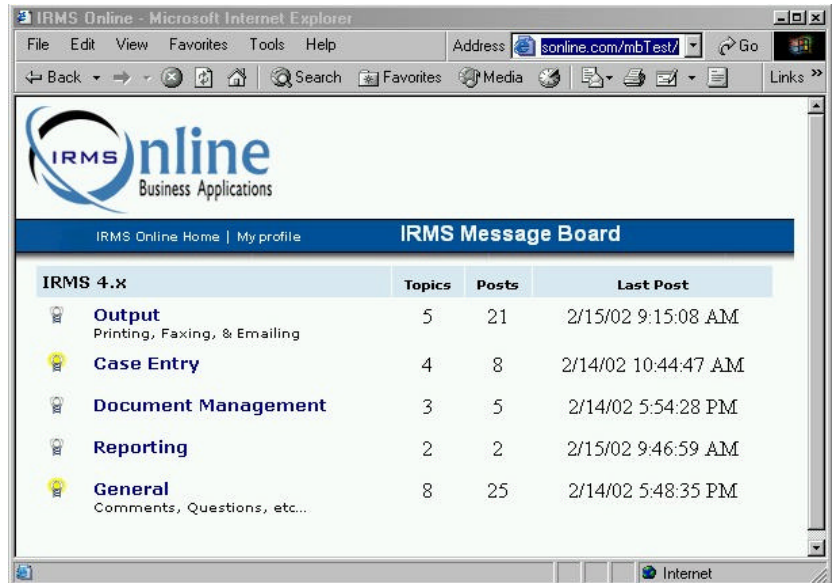 IRMS Online - Microsoft Internet Explorer
File Edit View Favorites Tools Help Address sonline.com/mbTest/ Go
Back Search Favorites Media Links »
IRMS Online
Business Applications
IRMS Online Home | My profile IRMS Message Board
IRMS 4.x Topics Posts Last Post
Output 5 21 2/15/02 9:15:08 AM
Printing, Faxing, & Emailing
Case Entry 4 8 2/14/02 10:44:47 AM
Document Management 3 5 2/14/02 5:54:28 PM
Reporting 2 2 2/15/02 9:46:59 AM
General 8 25 2/14/02 5:48:35 PM
Comments, Questions, etc...
Internet